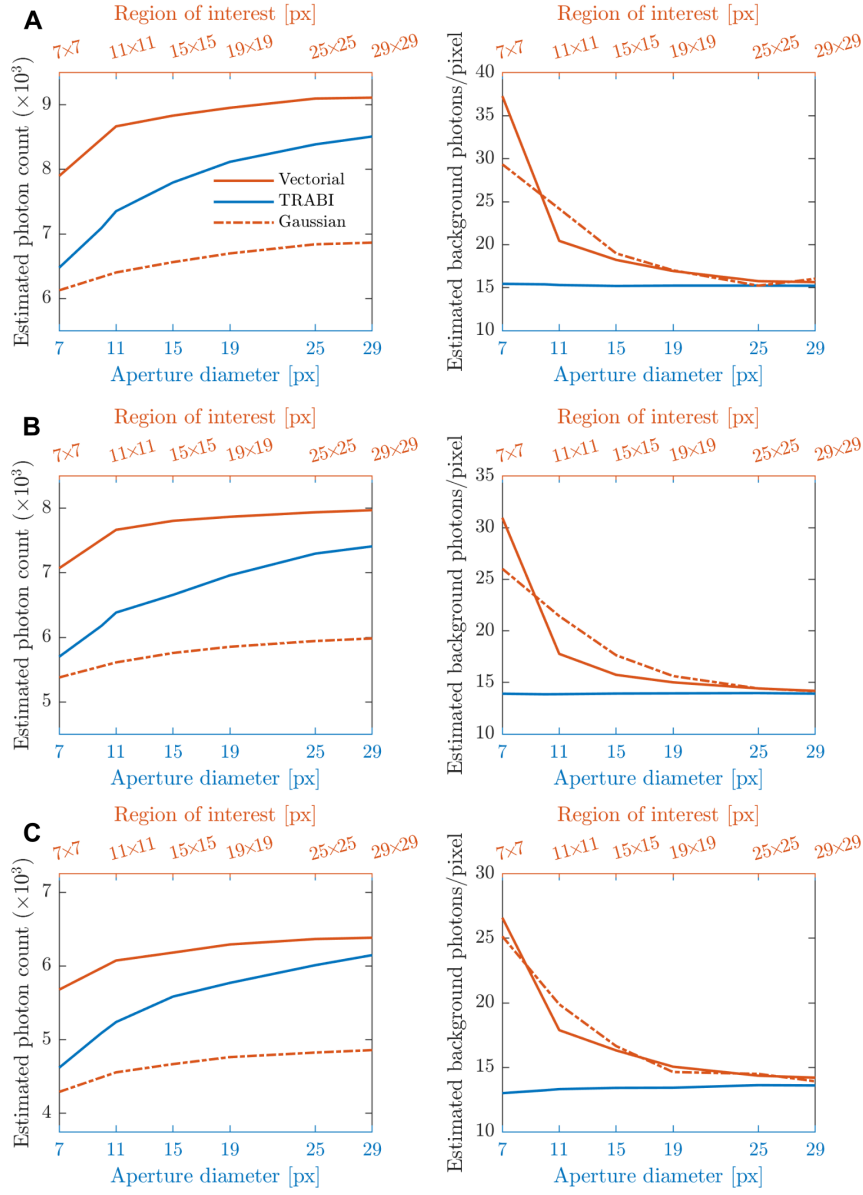 A
Region of interest [px]
7×7 11×11 15×15 19×19 25×25 29×29
Estimated photon count (×10³)
9
8
7
6
Vectorial
TRABI
Gaussian
7 11 15 19 25 29
Aperture diameter [px]
Region of interest [px]
7×7 11×11 15×15 19×19 25×25 29×29
Estimated background photons/pixel
40
35
30
25
20
15
10
7 11 15 19 25 29
Aperture diameter [px]
B
Region of interest [px]
7×7 11×11 15×15 19×19 25×25 29×29
Estimated photon count (×10³)
8
7
6
5
7 11 15 19 25 29
Aperture diameter [px]
Region of interest [px]
7×7 11×11 15×15 19×19 25×25 29×29
Estimated background photons/pixel
35
30
25
20
15
10
7 11 15 19 25 29
Aperture diameter [px]
C
Region of interest [px]
7×7 11×11 15×15 19×19 25×25 29×29
Estimated photon count (×10³)
7
6
5
4
7 11 15 19 25 29
Aperture diameter [px]
Region of interest [px]
7×7 11×11 15×15 19×19 25×25 29×29
Estimated background photons/pixel
30
25
20
15
10
7 11 15 19 25 29
Aperture diameter [px]